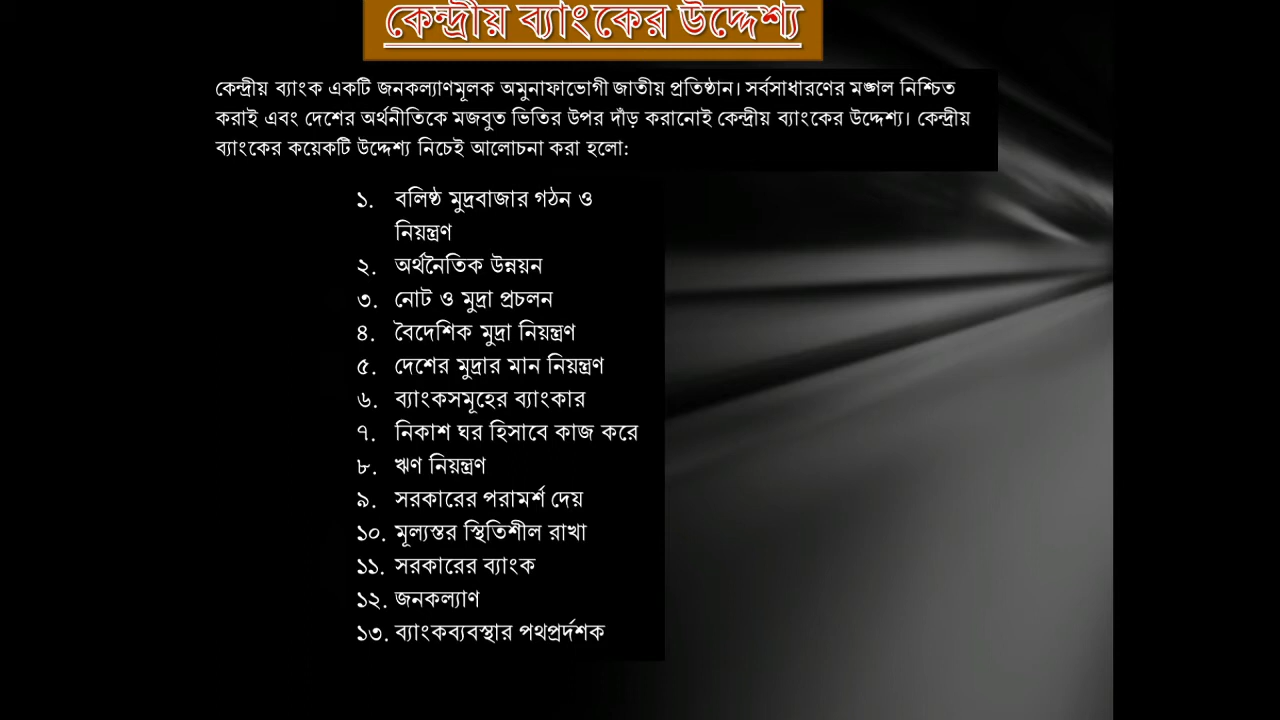 কেন্দ্রীয় ব্যাংকের উদ্দেশ্য
কেন্দ্রীয় ব্যাংক একটি জনকল্যাণমূলক অমুনাফাভোগী জাতীয় প্রতিষ্ঠান। সর্বসাধারণের মঙ্গল নিশ্চিত
করাই এবং দেশের অর্থনীতিকে মজবুত ভিতির উপর দাঁড় করানোই কেন্দ্রীয় ব্যাংকের উদ্দেশ্য। কেন্দ্রীয়
ব্যাংকের কয়েকটি উদ্দেশ্য নিচেই আলোচনা করা হলো:
১. বলিষ্ঠ মুদ্রবাজার গঠন ও
নিয়ন্ত্রণ
২. অর্থনৈতিক উন্নয়ন
৩. নোট ও মুদ্রা প্রচলন
৪. বৈদেশিক মুদ্রা নিয়ন্ত্রণ
৫. দেশের মুদ্রার মান নিয়ন্ত্রণ
৬. ব্যাংকসমূহের ব্যাংকার
৭. নিকাশ ঘর হিসাবে কাজ করে
৮. ঋণ নিয়ন্ত্রণ
৯. সরকারের পরামর্শ দেয়
১০. মূল্যস্তর স্থিতিশীল রাখা
১১. সরকারের ব্যাংক
১২. জনকল্যাণ
১৩. ব্যাংকব্যবস্থার পথপ্রর্দশক